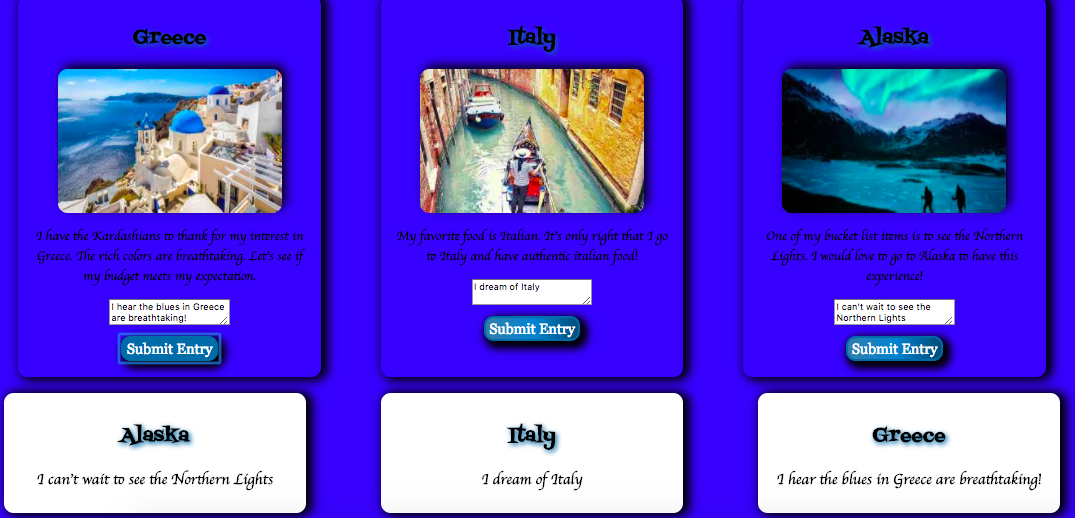 Greece
I have the Kardashians to thank for my interest in
Greece. The rich colors are breathtaking. Let's see if
my budget meets my expectation.
I hear the blues in Greece
are breathtaking!
Submit Entry
Italy
My favorite food is Italian. It's only right that I go
to Italy and have authentic italian food!
I dream of Italy
Submit Entry
Alaska
One of my bucket list items is to see the Northern
Lights. I would love to go to Alaska to have this
experience!
I can't wait to see the
Northern Lights
Submit Entry
Alaska
I can't wait to see the Northern Lights
Italy
I dream of Italy
Greece
I hear the blues in Greece are breathtaking!